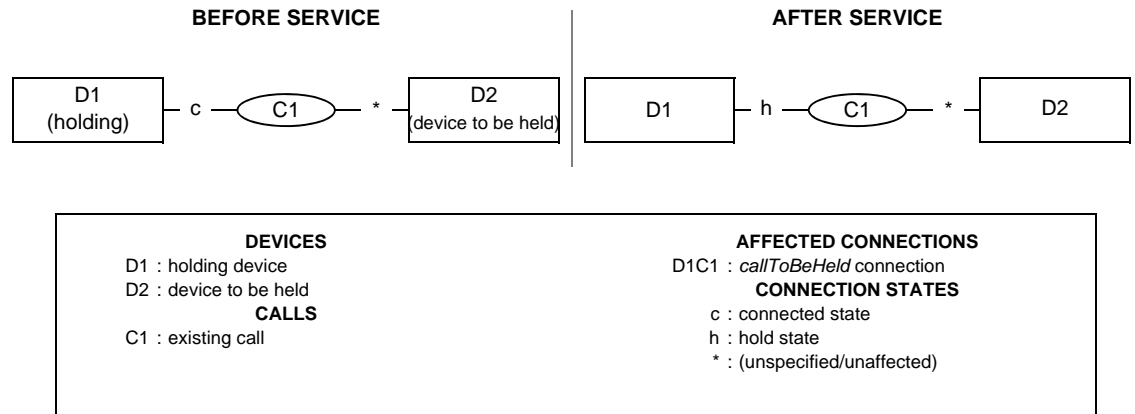 BEFORE SERVICE
AFTER SERVICE
D1
(holding)
c
C1
*
D2
(device to be held)
D1
h
C1
*
D2
DEVICES
D1 : holding device
D2 : device to be held
CALLS
C1 : existing call
AFFECTED CONNECTIONS
D1C1 : callToBeHeld connection
CONNECTION STATES
c : connected state
h : hold state
* : (unspecified/unaffected)